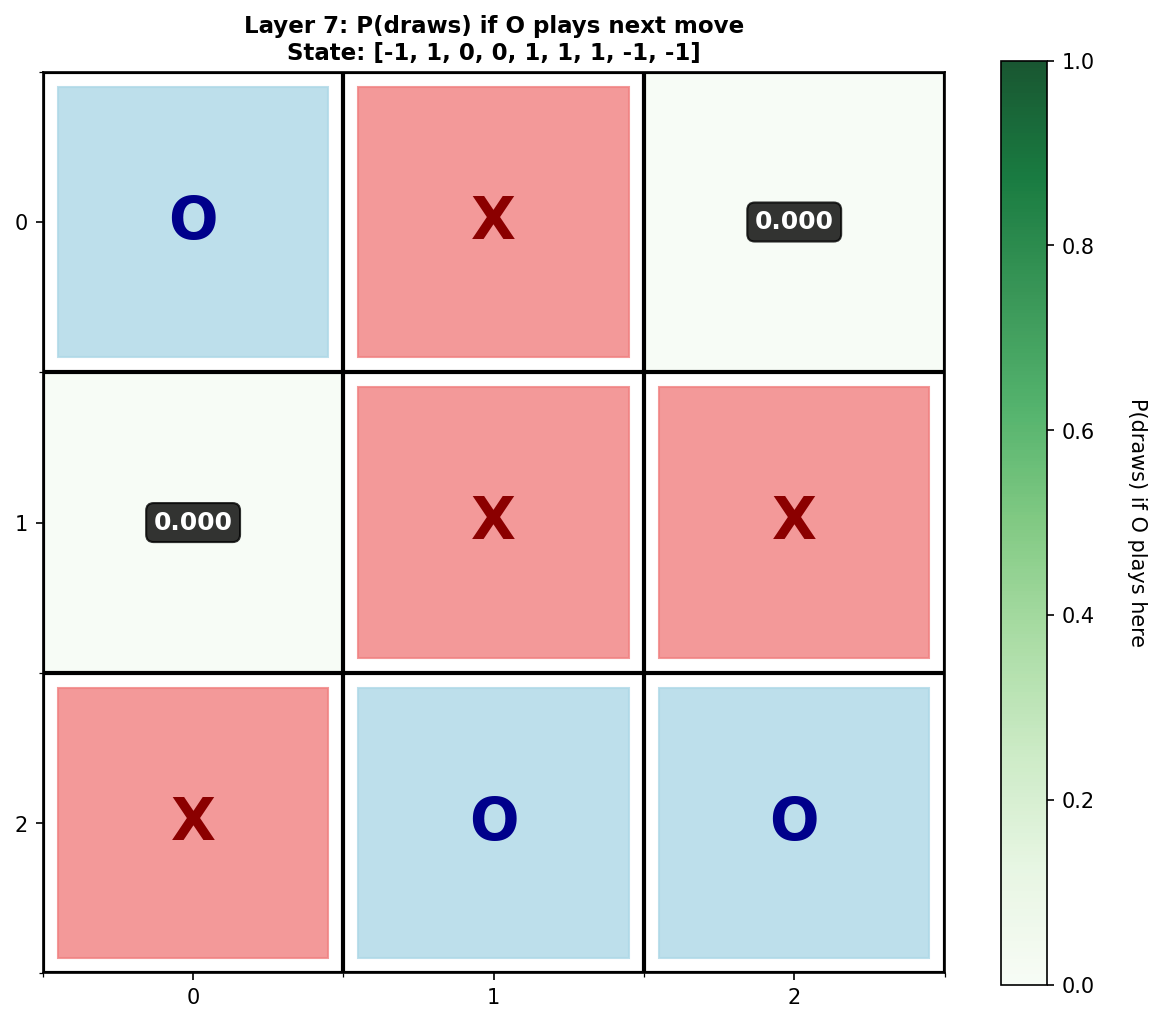 Layer 7: P(draws) if O plays next move
State: [-1, 1, 0, 0, 1, 1, 1, -1, -1]
0
O
X
0.000
1
0.000
X
X
2
X
O
O
0
1
2
1.0
0.8
0.6
0.4
0.2
0.0
P(draws) if O plays here